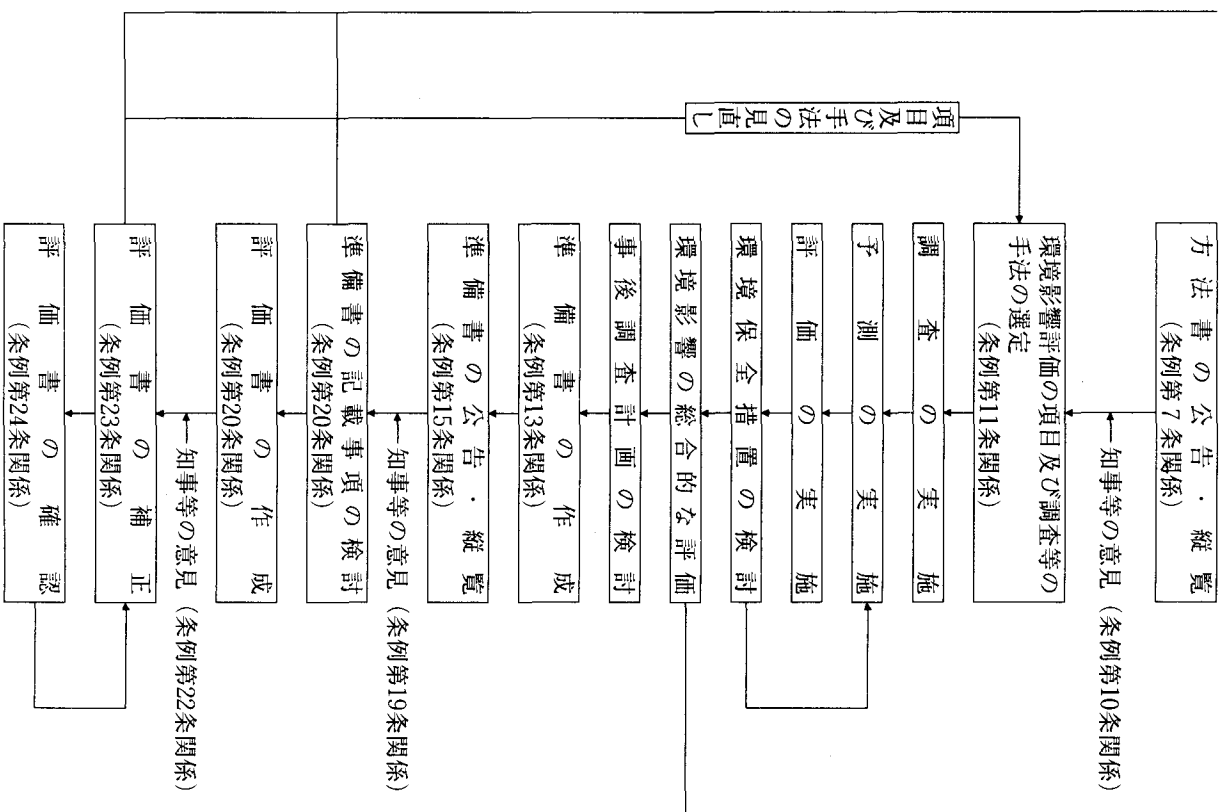 方法書の公告・縦覧
(条例第7条関係)
知事等の意見(条例第10条関係)
環境影響評価の項目及び調査等の
手法の選定
(条例第11条関係)
項目及び手法の見直し
調査の実施
予測の実施
評価の実施
環境保全措置の検討
環境影響の総合的な評価
事後調査計画の検討
準備書の作成
(条例第13条関係)
準備書の公告・縦覧
(条例第15条関係)
知事等の意見(条例第19条関係)
準備書の記載事項の検討
(条例第20条関係)
評価書の作成
(条例第20条関係)
知事等の意見(条例第22条関係)
評価書の補正
(条例第23条関係)
評価書の確認
(条例第24条関係)